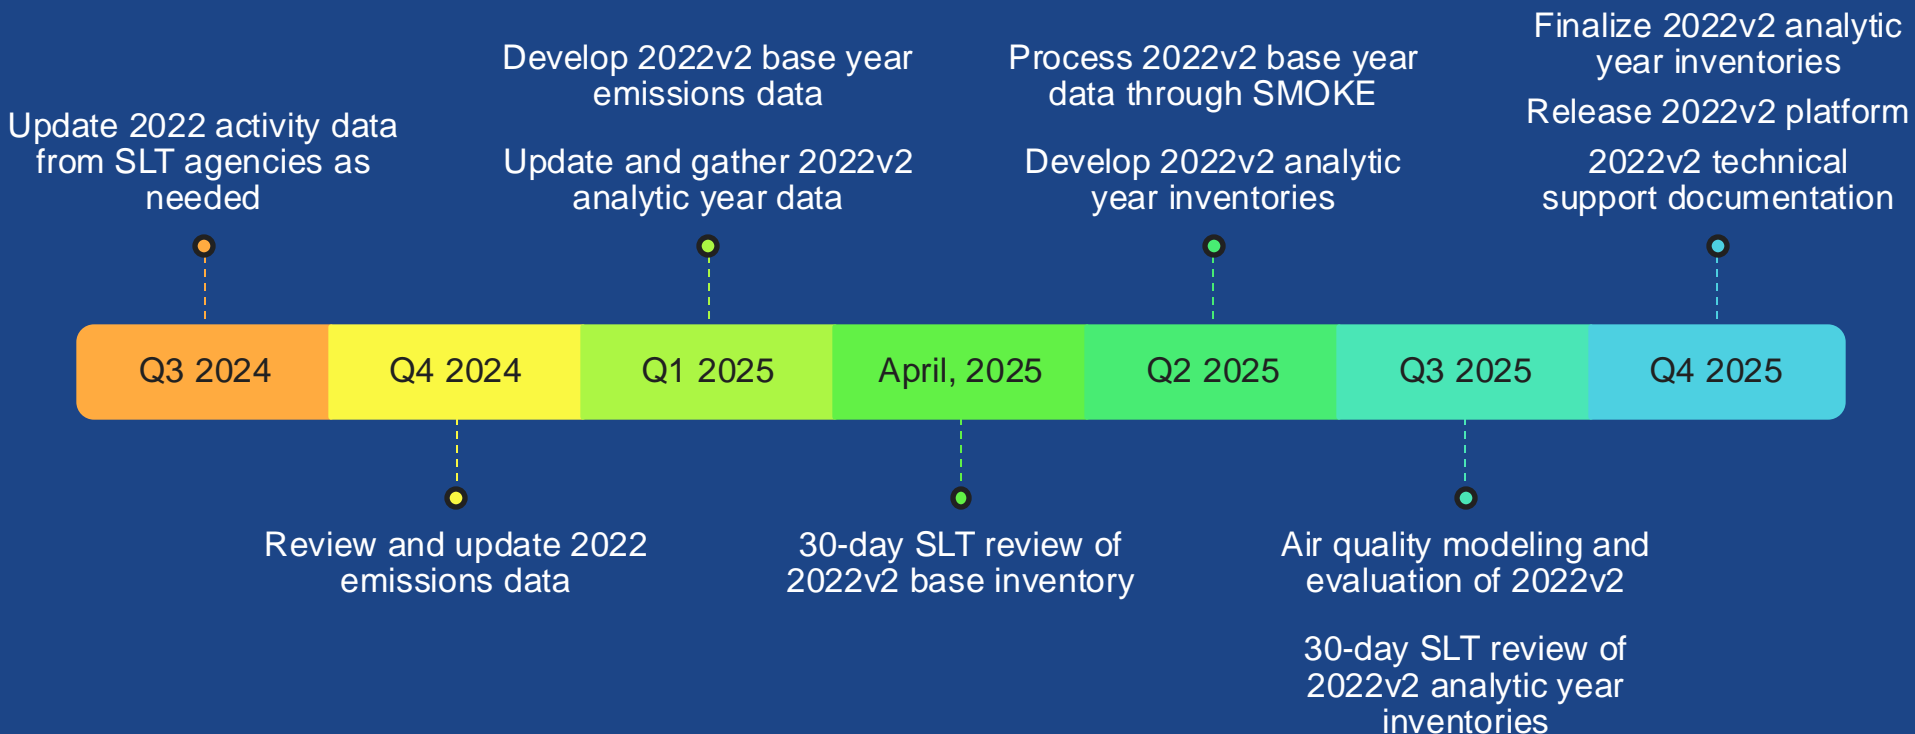 Update 2022 activity data
from SLT agencies as
needed
Develop 2022v2 base year
emissions data
Update and gather 2022v2
analytic year data
Process 2022v2 base year
data through SMOKE
Develop 2022v2 analytic
year inventories
Finalize 2022v2 analytic
year inventories
Release 2022v2 platform
2022v2 technical
support documentation
Q3 2024
Q4 2024
Q1 2025
April, 2025
Q2 2025
Q3 2025
Q4 2025
Review and update 2022
emissions data
30-day SLT review of
2022v2 base inventory
Air quality modeling and
evaluation of 2022v2
30-day SLT review of
2022v2 analytic year
inventories